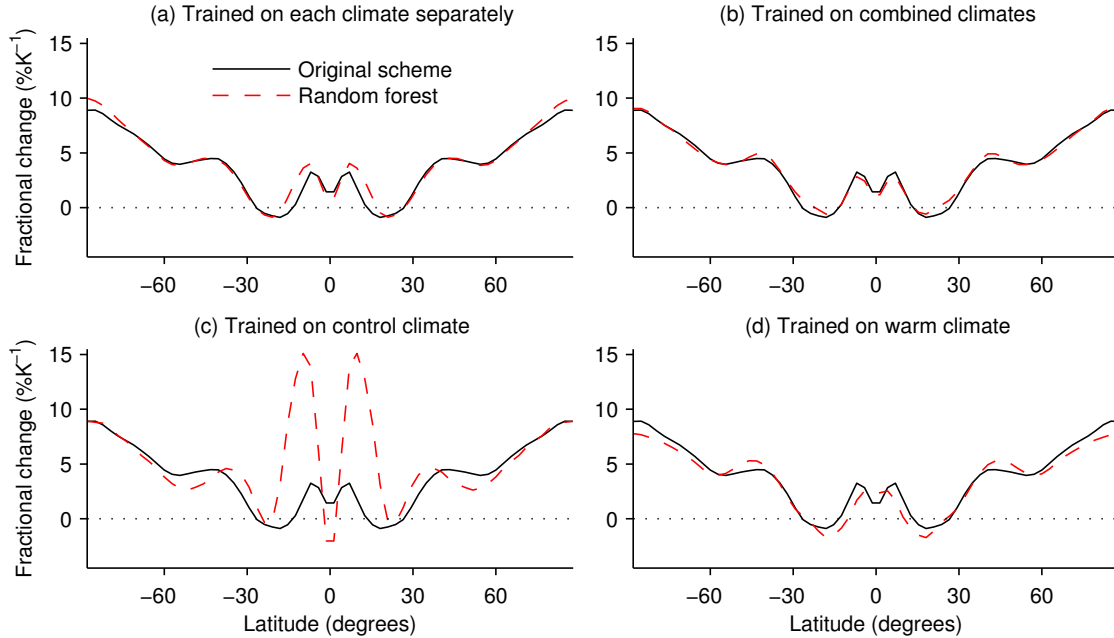 (a) Trained on each climate separately
15
10
5
0
Fractional change (%K⁻¹)
Original scheme
Random forest
−60 −30 0 30 60
(b) Trained on combined climates
15
10
5
0
−60 −30 0 30 60
(c) Trained on control climate
15
10
5
0
Fractional change (%K⁻¹)
−60 −30 0 30 60
Latitude (degrees)
(d) Trained on warm climate
15
10
5
0
−60 −30 0 30 60
Latitude (degrees)